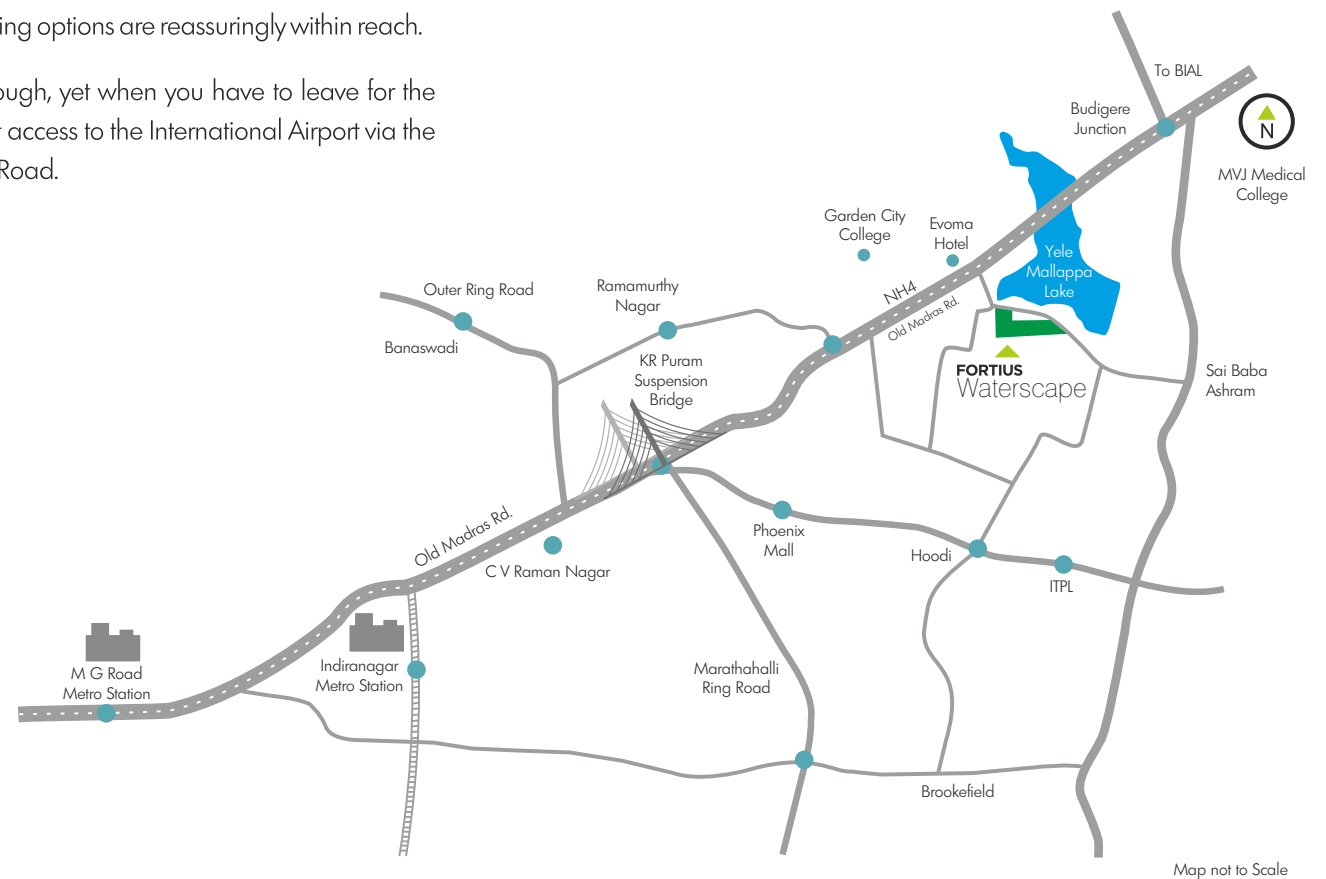 ing options are reassuringly within reach.
ough, yet when you have to leave for the
access to the International Airport via the
Road.
To BIAL
Budigere
Junction
N
MVJ Medical
College
Garden City
College
Evoma
Hotel
Yele
Mallappa
Lake
NH4
Old Madras Rd.
Outer Ring Road
Banaswadi
Ramamurthy
Nagar
KR Puram
Suspension
Bridge
FORTIUS
Waterscape
Sai Baba
Ashram
Old Madras Rd.
C V Raman Nagar
Phoenix
Mall
Hoodi
ITPL
M G Road
Metro Station
Indiranagar
Metro Station
Marathahalli
Ring Road
Brookefield
Map not to Scale